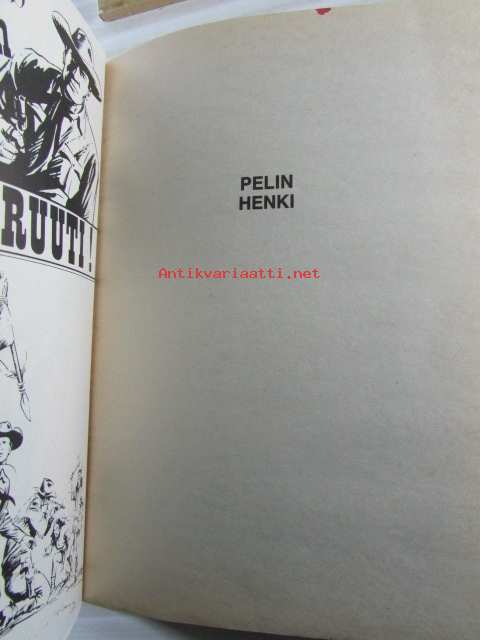 RUUTI!
PELIN
HENKI
Antikvariaatti.net